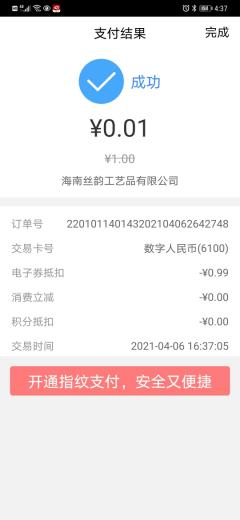 4:37
支付结果
完成
成功
¥0.01
¥1.00
海南丝韵工艺品有限公司
订单号 220101140143202104062642748
交易卡号 数字人民币(6100)
电子券抵扣 -¥0.99
消费立减 -¥0.00
积分抵扣 -¥0.00
交易时间 2021-04-06 16:37:05
开通指纹支付，安全又便捷